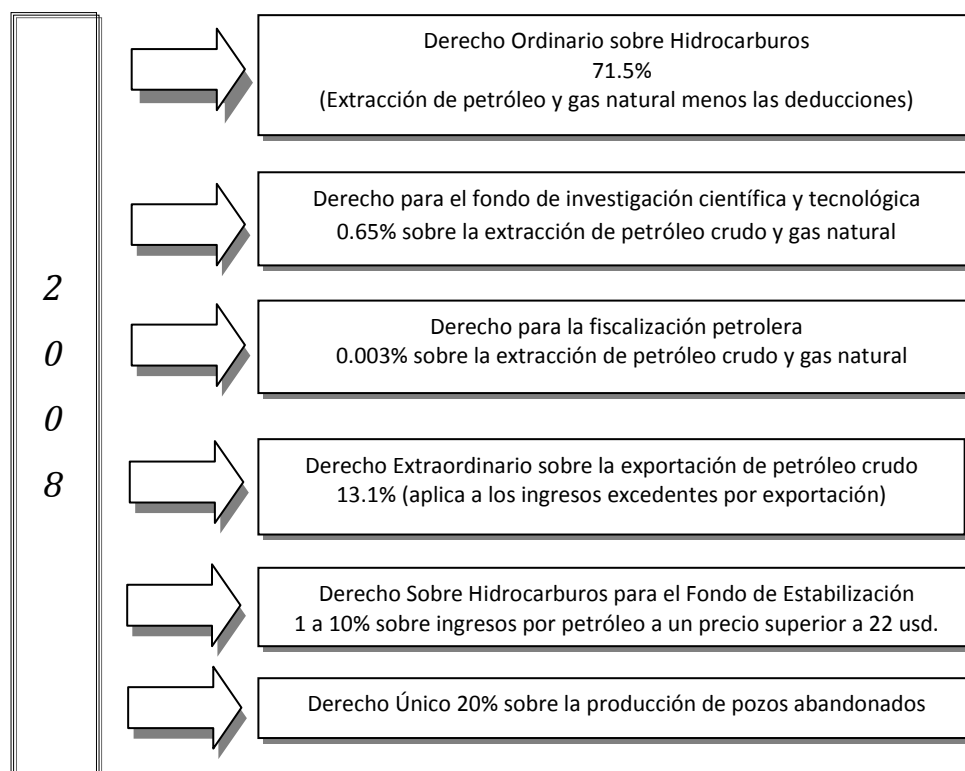 2
0
0
8
Derecho Ordinario sobre Hidrocarburos
71.5%
(Extracción de petróleo y gas natural menos las deducciones)
Derecho para el fondo de investigación científica y tecnológica
0.65% sobre la extracción de petróleo crudo y gas natural
Derecho para la fiscalización petrolera
0.003% sobre la extracción de petróleo crudo y gas natural
Derecho Extraordinario sobre la exportación de petróleo crudo
13.1% (aplica a los ingresos excedentes por exportación)
Derecho Sobre Hidrocarburos para el Fondo de Estabilización
1 a 10% sobre ingresos por petróleo a un precio superior a 22 usd.
Derecho Único 20% sobre la producción de pozos abandonados